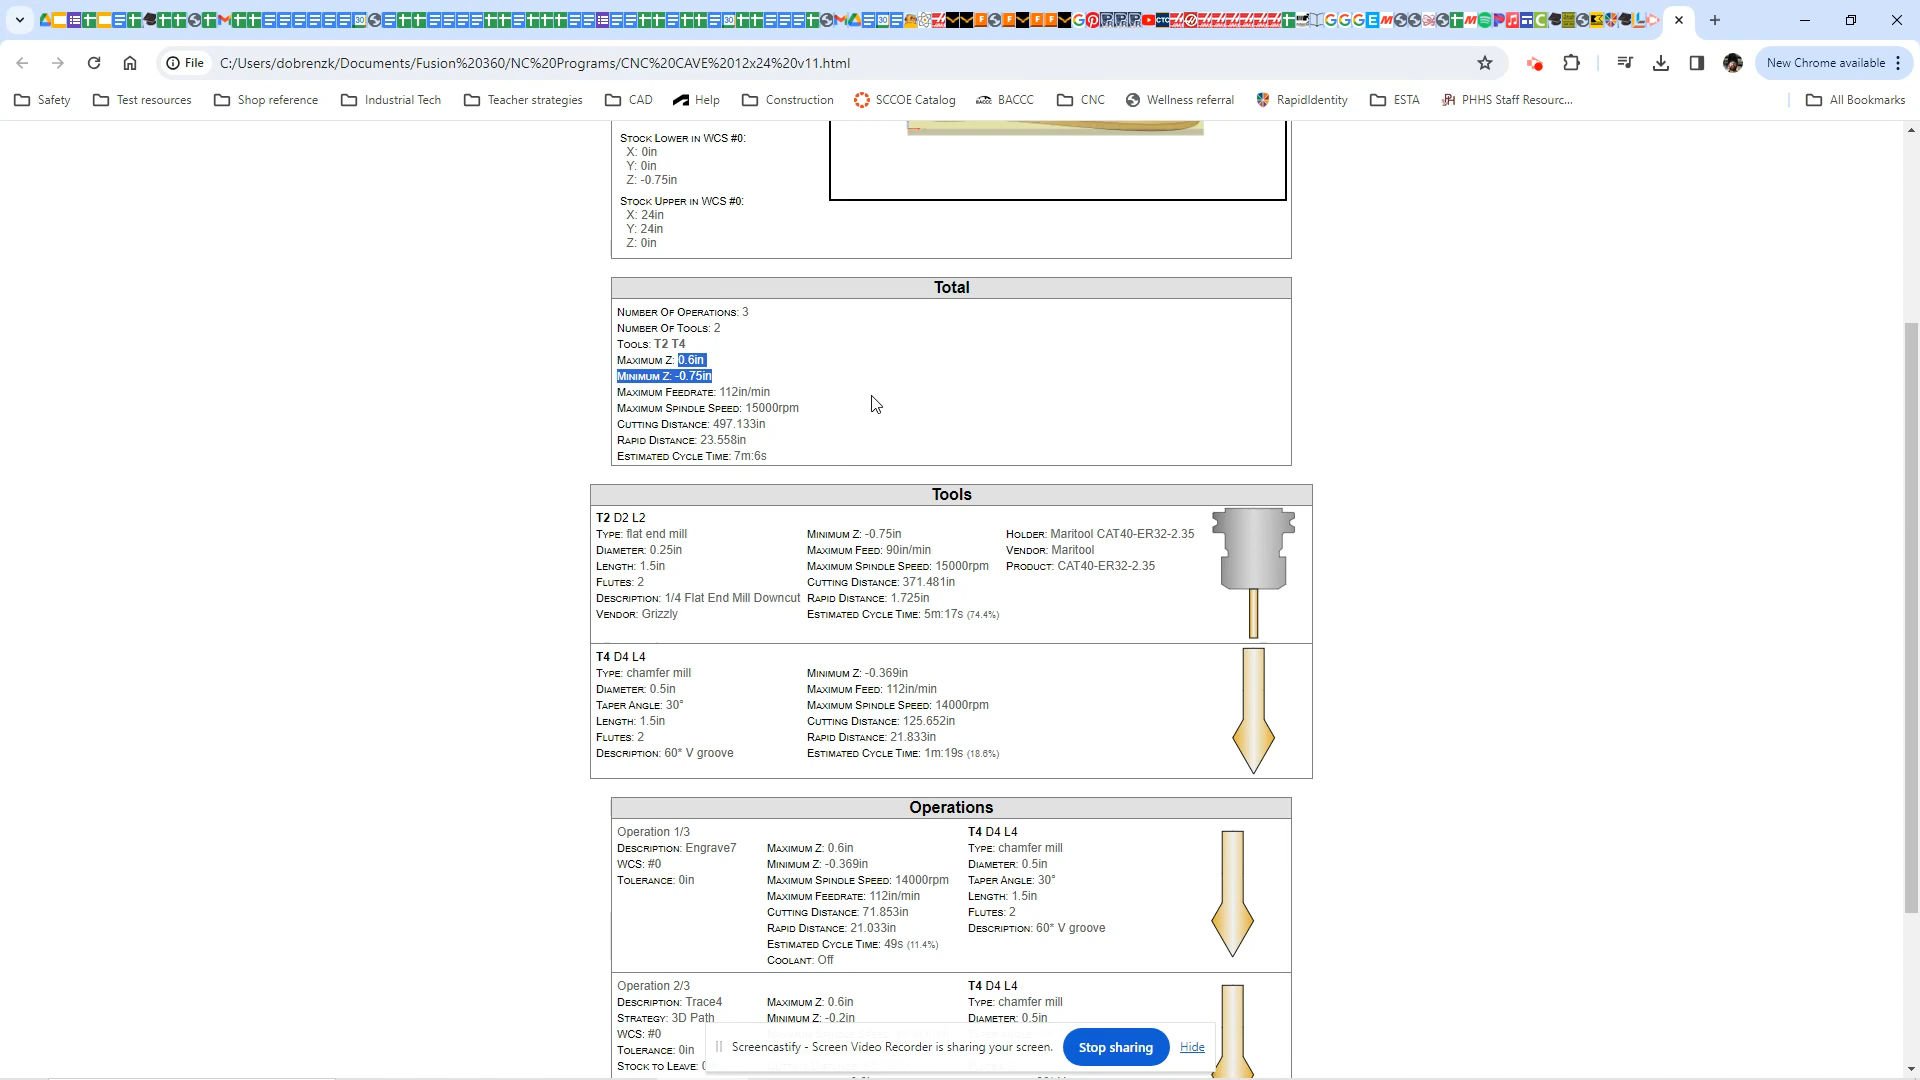 File
C:/Users/dobrenzk/Documents/Fusion%20360/NC%20Programs/CNC%20CAVE%2012x24%20v11.html
New Chrome available
Safety
Test resources
Shop reference
Industrial Tech
Teacher strategies
CAD
Help
Construction
SCCOE Catalog
BACCC
CNC
Wellness referral
RapidIdentity
ESTA
PHHS Staff Resourc...
All Bookmarks
Stock Lower in WCS #0:
X: 0in
Y: 0in
Z: -0.75in
Stock Upper in WCS #0:
X: 24in
Y: 24in
Z: 0in
Total
Number Of Operations: 3
Number Of Tools: 2
Tools: T2 T4
Maximum Z: 0.6in
Minimum Z: -0.75in
Maximum Feedrate: 112in/min
Maximum Spindle Speed: 15000rpm
Cutting Distance: 497.133in
Rapid Distance: 23.558in
Estimated Cycle Time: 7m:6s
Tools
T2 D2 L2
Type: flat end mill
Diameter: 0.25in
Length: 1.5in
Flutes: 2
Description: 1/4 Flat End Mill Downcut
Vendor: Grizzly
Minimum Z: -0.75in
Maximum Feed: 90in/min
Maximum Spindle Speed: 15000rpm
Cutting Distance: 371.481in
Rapid Distance: 1.725in
Estimated Cycle Time: 5m:17s (74.4%)
Holder: Maritool CAT40-ER32-2.35
Vendor: Maritool
Product: CAT40-ER32-2.35
T4 D4 L4
Type: chamfer mill
Diameter: 0.5in
Taper Angle: 30°
Length: 1.5in
Flutes: 2
Description: 60* V groove
Minimum Z: -0.369in
Maximum Feed: 112in/min
Maximum Spindle Speed: 14000rpm
Cutting Distance: 125.652in
Rapid Distance: 21.833in
Estimated Cycle Time: 1m:19s (18.6%)
Operations
Operation 1/3
Description: Engrave7
WCS: #0
Tolerance: 0in
Maximum Z: 0.6in
Minimum Z: -0.369in
Maximum Spindle Speed: 14000rpm
Maximum Feedrate: 112in/min
Cutting Distance: 71.853in
Rapid Distance: 21.033in
Estimated Cycle Time: 49s (11.4%)
Coolant: Off
T4 D4 L4
Type: chamfer mill
Diameter: 0.5in
Taper Angle: 30°
Length: 1.5in
Flutes: 2
Description: 60* V groove
Operation 2/3
Description: Trace4
Strategy: 3D Path
WCS: #0
Tolerance: 0in
Stock to Leave:
Maximum Z: 0.6in
Minimum Z: -0.2in
T4 D4 L4
Type: chamfer mill
Diameter: 0.5in
Screencastify - Screen Video Recorder is sharing your screen.
Stop sharing
Hide